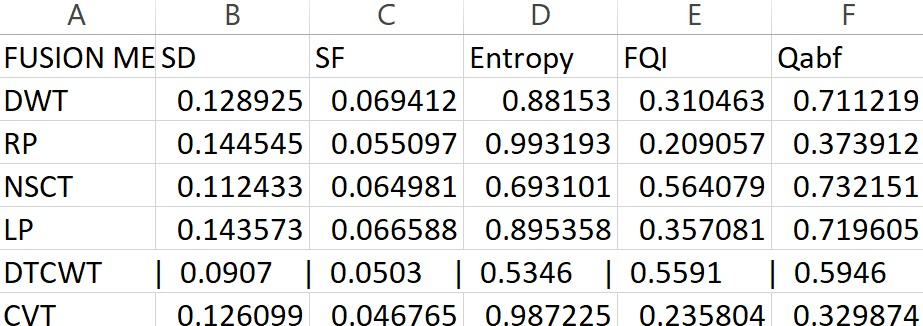 A B C D E F
FUSION ME SD SF Entropy FQI Qabf
DWT 0.128925 0.069412 0.88153 0.310463 0.711219
RP 0.144545 0.055097 0.993193 0.209057 0.373912
NSCT 0.112433 0.064981 0.693101 0.564079 0.732151
LP 0.143573 0.066588 0.895358 0.357081 0.719605
DTCWT | 0.0907 | 0.0503 | 0.5346 | 0.5591 | 0.5946
CVT 0.126099 0.046765 0.987225 0.235804 0.329874